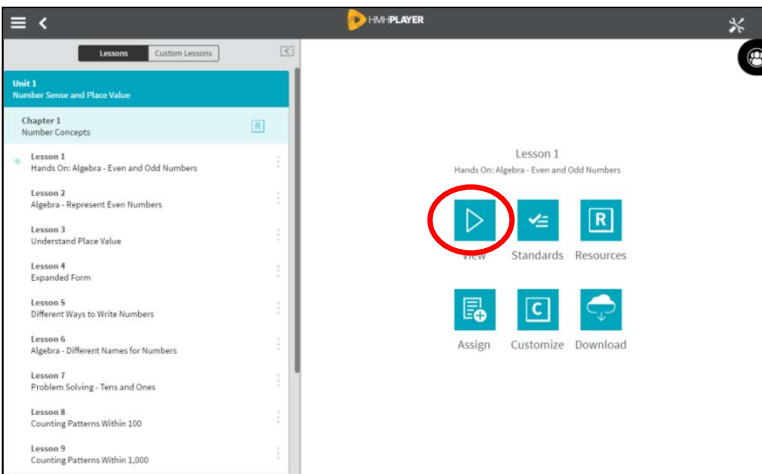 HMHPLAYER
Lessons Custom Lessons
Unit 1
Number Sense and Place Value
Chapter 1
Number Concepts
R
Lesson 1
Hands On: Algebra - Even and Odd Numbers
Lesson 2
Algebra - Represent Even Numbers
Lesson 3
Understand Place Value
Lesson 4
Expanded Form
Lesson 5
Different Ways to Write Numbers
Lesson 6
Algebra - Different Names for Numbers
Lesson 7
Problem Solving - Tens and Ones
Lesson 8
Counting Patterns Within 100
Lesson 9
Counting Patterns Within 1,000
Lesson 1
Hands On: Algebra - Even and Odd Numbers
R
View Standards Resources
C
Assign Customize Download